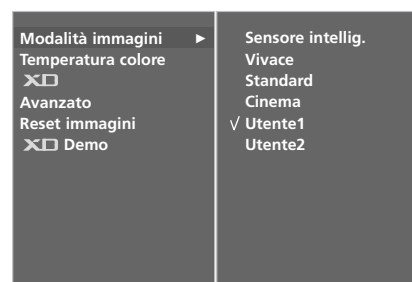 Modalità immagini ►
Temperatura colore
XD
Avanzato
Reset immagini
XD Demo
Sensore intellig.
Vivace
Standard
Cinema
√ Utente1
Utente2